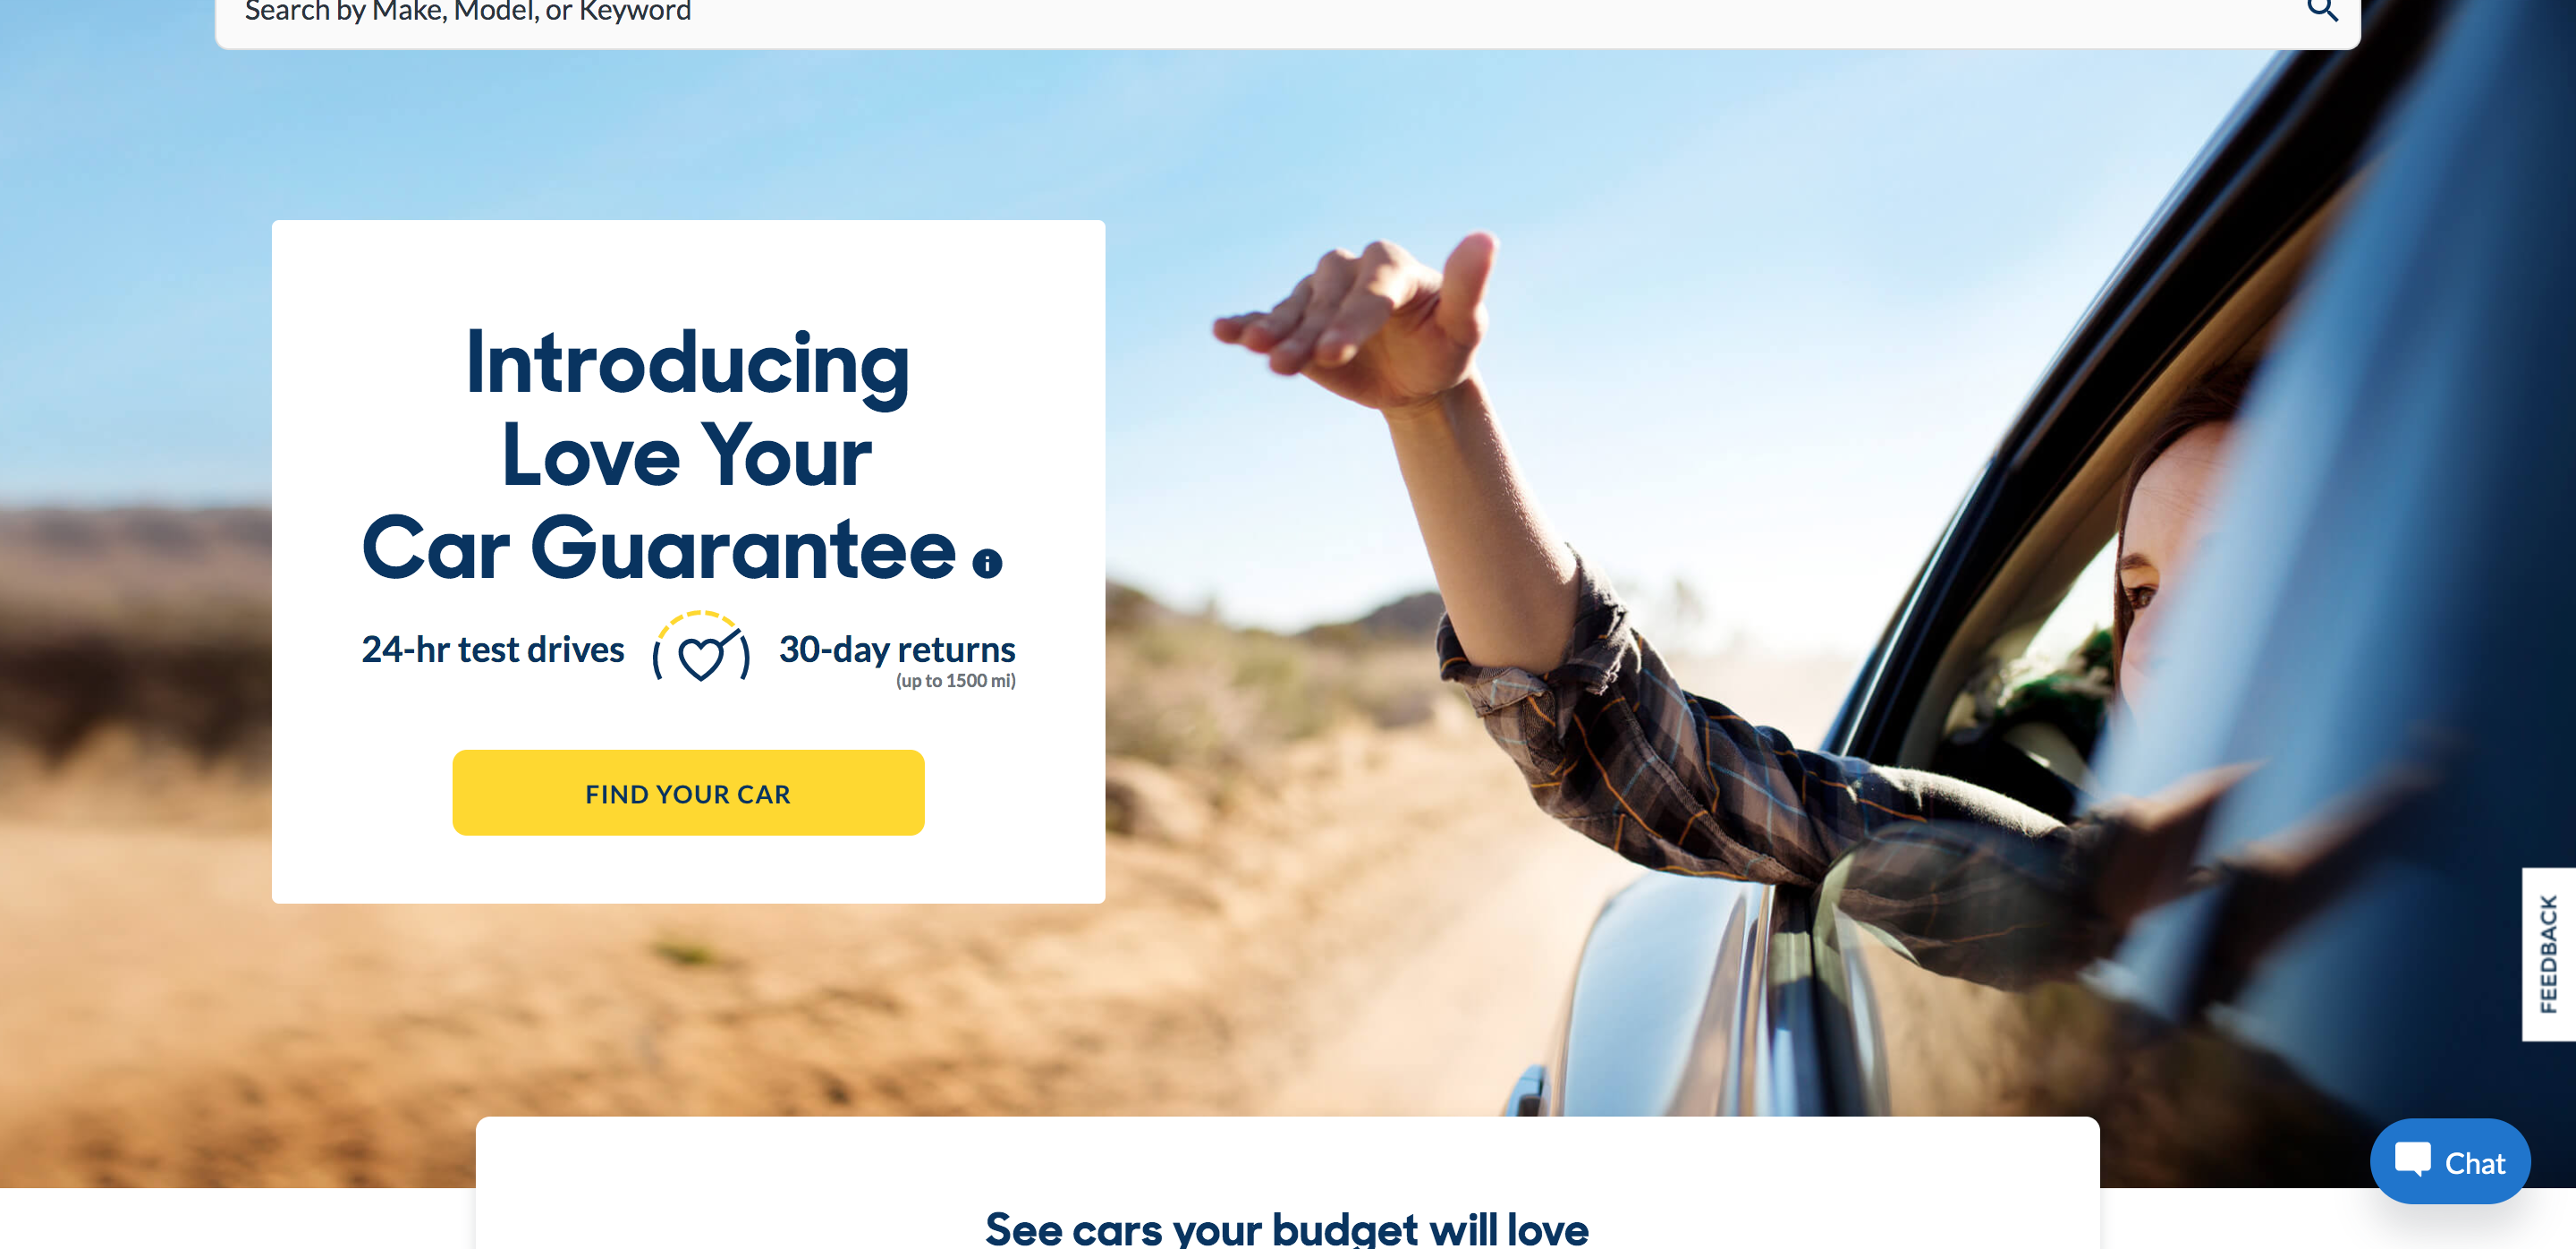 Search by Make, Model, or Keyword
Introducing
Love Your
Car Guarantee
24-hr test drives
30-day returns
(up to 1500 mi)
FIND YOUR CAR
FEEDBACK
Chat
See cars your budget will love